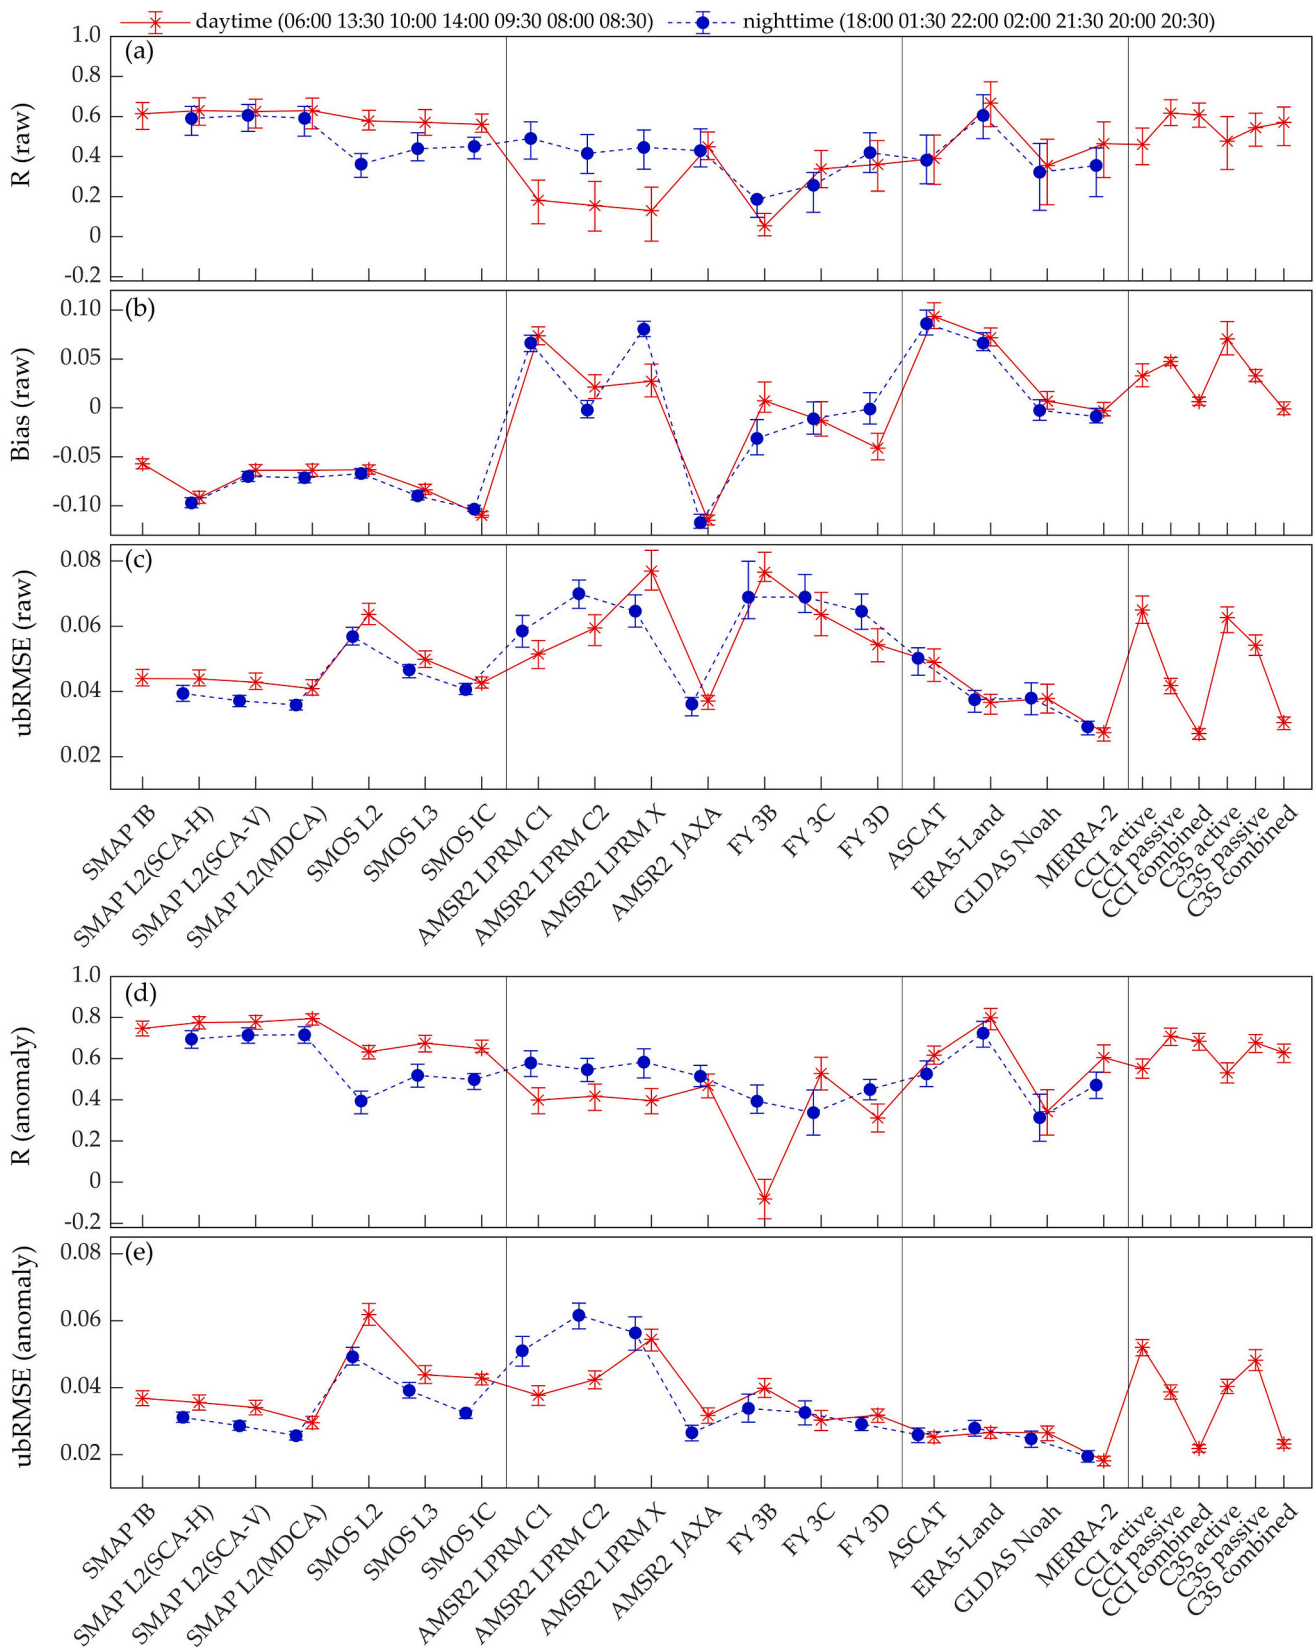 daytime (06:00 13:30 10:00 14:00 09:30 08:00 08:30) nighttime (18:00 01:30 22:00 02:00 21:30 20:00 20:30)
(a)
R (raw)
1.0
0.8
0.6
0.4
0.2
0
-0.2
(b)
Bias (raw)
0.10
0.05
0
-0.05
-0.10
(c)
ubRMSE (raw)
0.08
0.06
0.04
0.02
SMAP IB
SMAP L2(SCA-H)
SMAP L2(SCA-V)
SMAP L2(MDCA)
SMOS L2
SMOS L3
SMOS IC
AMSR2 LPRM C1
AMSR2 LPRM C2
AMSR2 LPRM X
AMSR2 JAXA
FY 3B
FY 3C
FY 3D
ASCAT
ERA5-Land
GLDAS Noah
MERRA-2
CCI active
CCI passive
CCI combined
C3S active
C3S passive
C3S combined
(d)
R (anomaly)
1.0
0.8
0.6
0.4
0.2
0
-0.2
(e)
ubRMSE (anomaly)
0.08
0.06
0.04
0.02
SMAP IB
SMAP L2(SCA-H)
SMAP L2(SCA-V)
SMAP L2(MDCA)
SMOS L2
SMOS L3
SMOS IC
AMSR2 LPRM C1
AMSR2 LPRM C2
AMSR2 LPRM X
AMSR2 JAXA
FY 3B
FY 3C
FY 3D
ASCAT
ERA5-Land
GLDAS Noah
MERRA-2
CCI active
CCI passive
CCI combined
C3S active
C3S passive
C3S combined